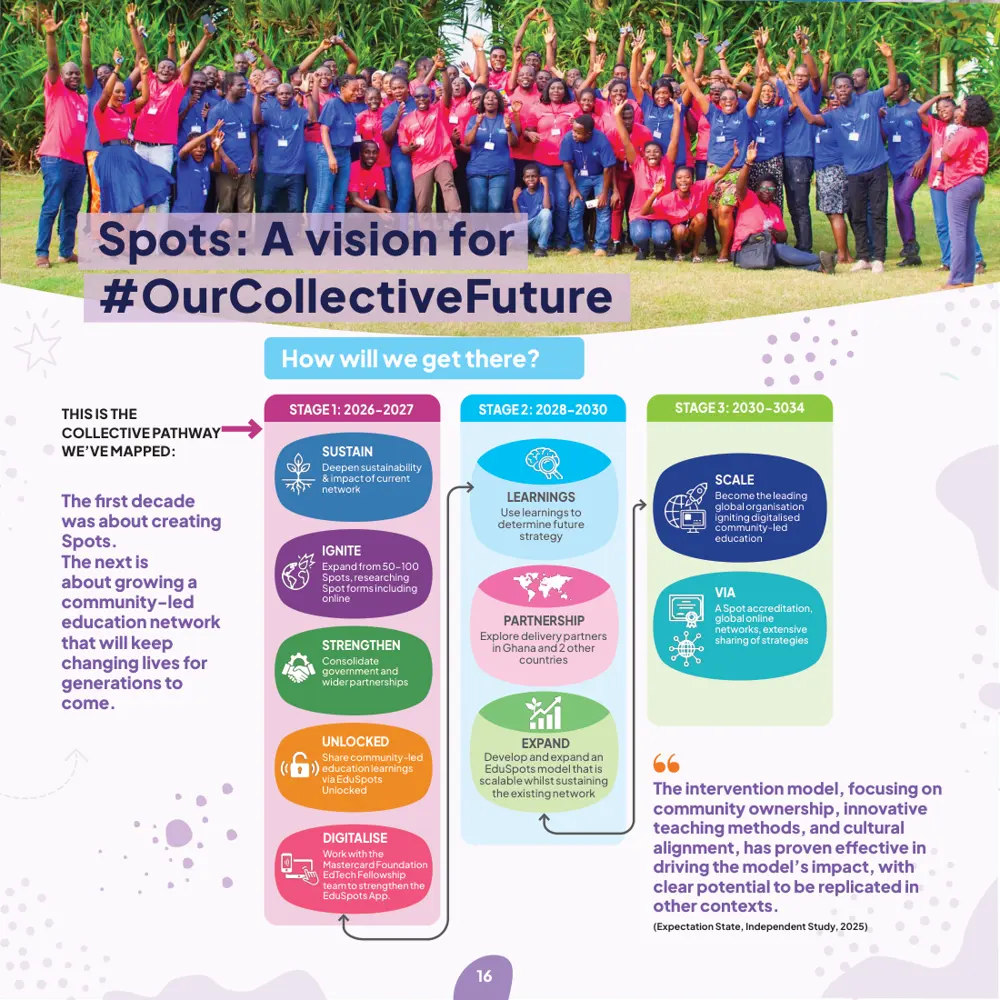 Spots: A vision for
#OurCollectiveFuture
How will we get there?
THIS IS THE
COLLECTIVE PATHWAY
WE'VE MAPPED:
The first decade
was about creating
Spots.
The next is
about growing a
community-led
education network
that will keep
changing lives for
generations to
come.
STAGE 1: 2026-2027
SUSTAIN
Deepen sustainability
& impact of current
network
IGNITE
Expand from 50-100
Spots, researching
Spot forms including
online
STRENGTHEN
Consolidate
government and
wider partnerships
UNLOCKED
Share community-led
education learnings
via EduSpots
Unlocked
DIGITALISE
Work with the
Mastercard Foundation
EdTech Fellowship
team to strengthen the
EduSpots App.
STAGE 2: 2028-2030
LEARNINGS
Use learnings to
determine future
strategy
PARTNERSHIP
Explore delivery partners
in Ghana and 2 other
countries
EXPAND
Develop and expand an
EduSpots model that is
scalable whilst sustaining
the existing network
STAGE 3: 2030-3034
SCALE
Become the leading
global organisation
igniting digitalised
community-led
education
VIA
A Spot accreditation,
global online
networks, extensive
sharing of strategies
“
The intervention model, focusing on
community ownership, innovative
teaching methods, and cultural
alignment, has proven effective in
driving the model's impact, with
clear potential to be replicated in
other contexts.
(Expectation State, Independent Study, 2025)
16